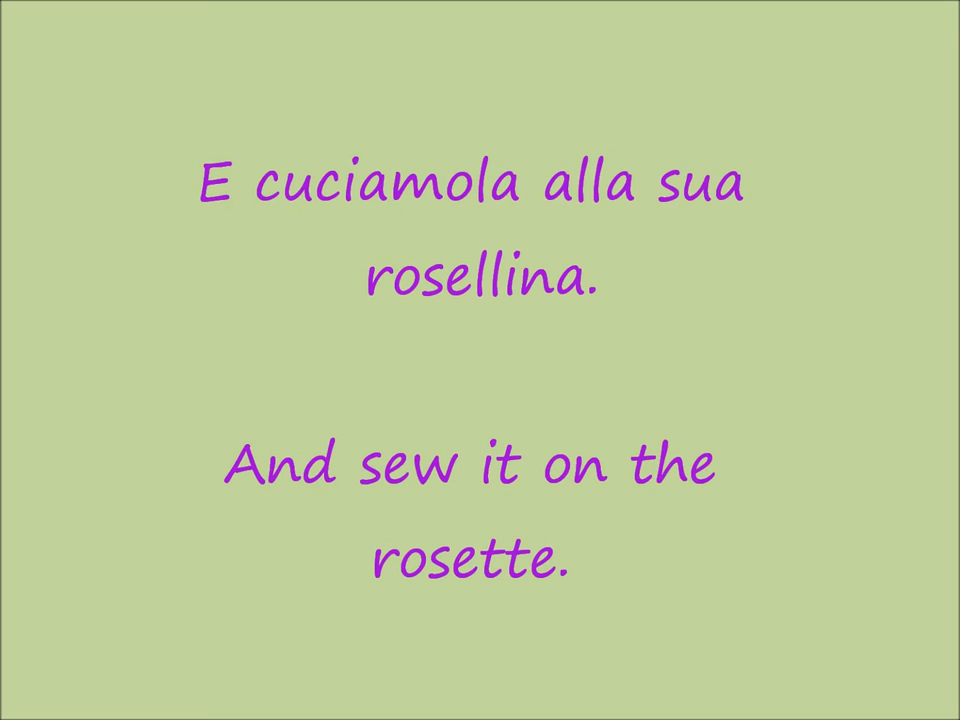 E cuciamola alla sua
rosellina.
And sew it on the
rosette.